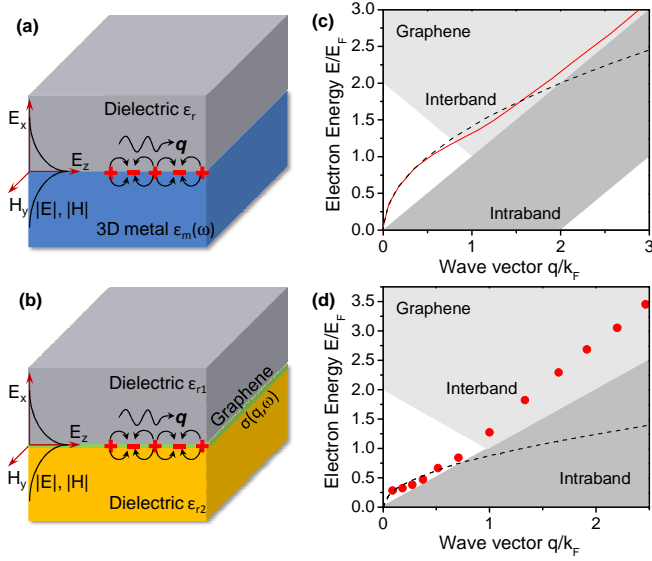 (a)
Dielectric εr
Ex
q
Ez
Hy
|E|, |H|
3D metal εm(ω)
(b)
Dielectric εr1
Graphene
σ(q,ω)
Ex
q
Ez
Hy
|E|, |H|
Dielectric εr2
(c)
Graphene
Interband
Intraband
Electron Energy E/EF
3.0
2.5
2.0
1.5
1.0
0.5
0.0
0 1 2 3
Wave vector q/kF
(d)
Graphene
Interband
Intraband
Electron Energy E/EF
3.5
3.0
2.5
2.0
1.5
1.0
0.5
0.0
0 1 2
Wave vector q/kF